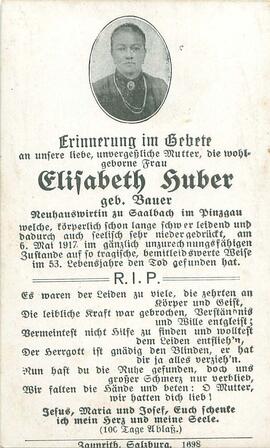 Erinnerung im Gebete
an unsere liebe, unvergeßliche Mutter, die wohl-
geborne Frau
Elisabeth Huber
geb. Bauer
Neuhauswirtin zu Saalbach im Pinzgau
welche, körperlich schon lange schwer leidend und
dadurch auch seelisch sehr niedergedrückt, am
6. Mai 1917 im gänzlich unzurechnungsfähigen
Zustande auf so tragische, bemitleidswerte Weise
im 53. Lebensjahre den Tod gefunden hat.
R. I. P.
Es waren der Leiden zu viele, die zehrten an
Körper und Geist,
Die leibliche Kraft war gebrochen, Verständnis
und Wille entgleist;
Vermeintest nicht Hilfe zu finden und wolltest
dem Leiden entflieh'n,
Der Herrgott ist gnädig den Blinden, er hat
dir ja alles verzieh'n.
Nun hast du die Ruhe gefunden, doch uns
großer Schmerz nur verblieb,
Wir falten die Hände und beten: O Mutter,
wir hatten dich lieb!
Jesus, Maria und Josef, Euch schenke
ich mein Herz und meine Seele.
(100 Tage Ablaß.)
Zaunrith, Salzburg. 1698